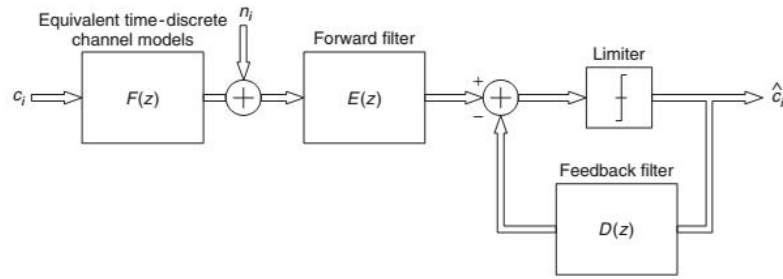 Equivalent time-discrete
channel models
n_i
Forward filter
Limiter
c_i
F(z)
+
E(z)
+
+
−
ĉ_i
Feedback filter
D(z)